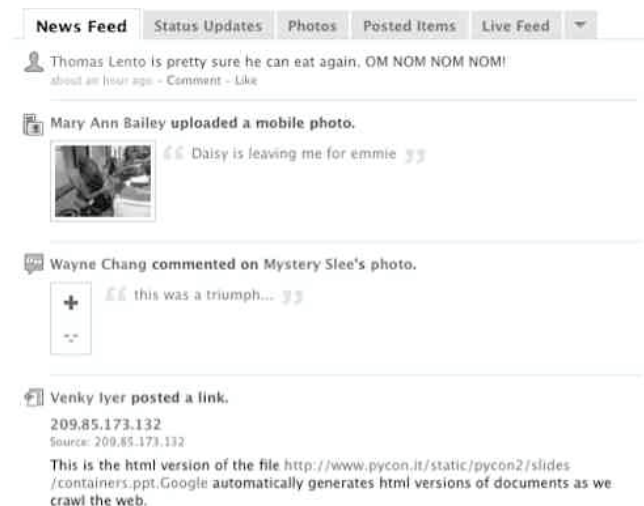 News Feed Status Updates Photos Posted Items Live Feed
Thomas Lento is pretty sure he can eat again. OM NOM NOM NOM!
about an hour ago - Comment - Like
Mary Ann Bailey uploaded a mobile photo.
“ Daisy is leaving me for emmie ”
Wayne Chang commented on Mystery Slee's photo.
“ this was a triumph... ”
Venky Iyer posted a link.
209.85.173.132
Source: 209.85.173.132
This is the html version of the file http://www.pycon.it/static/pycon2/slides
/containers.ppt.Google automatically generates html versions of documents as we
crawl the web.